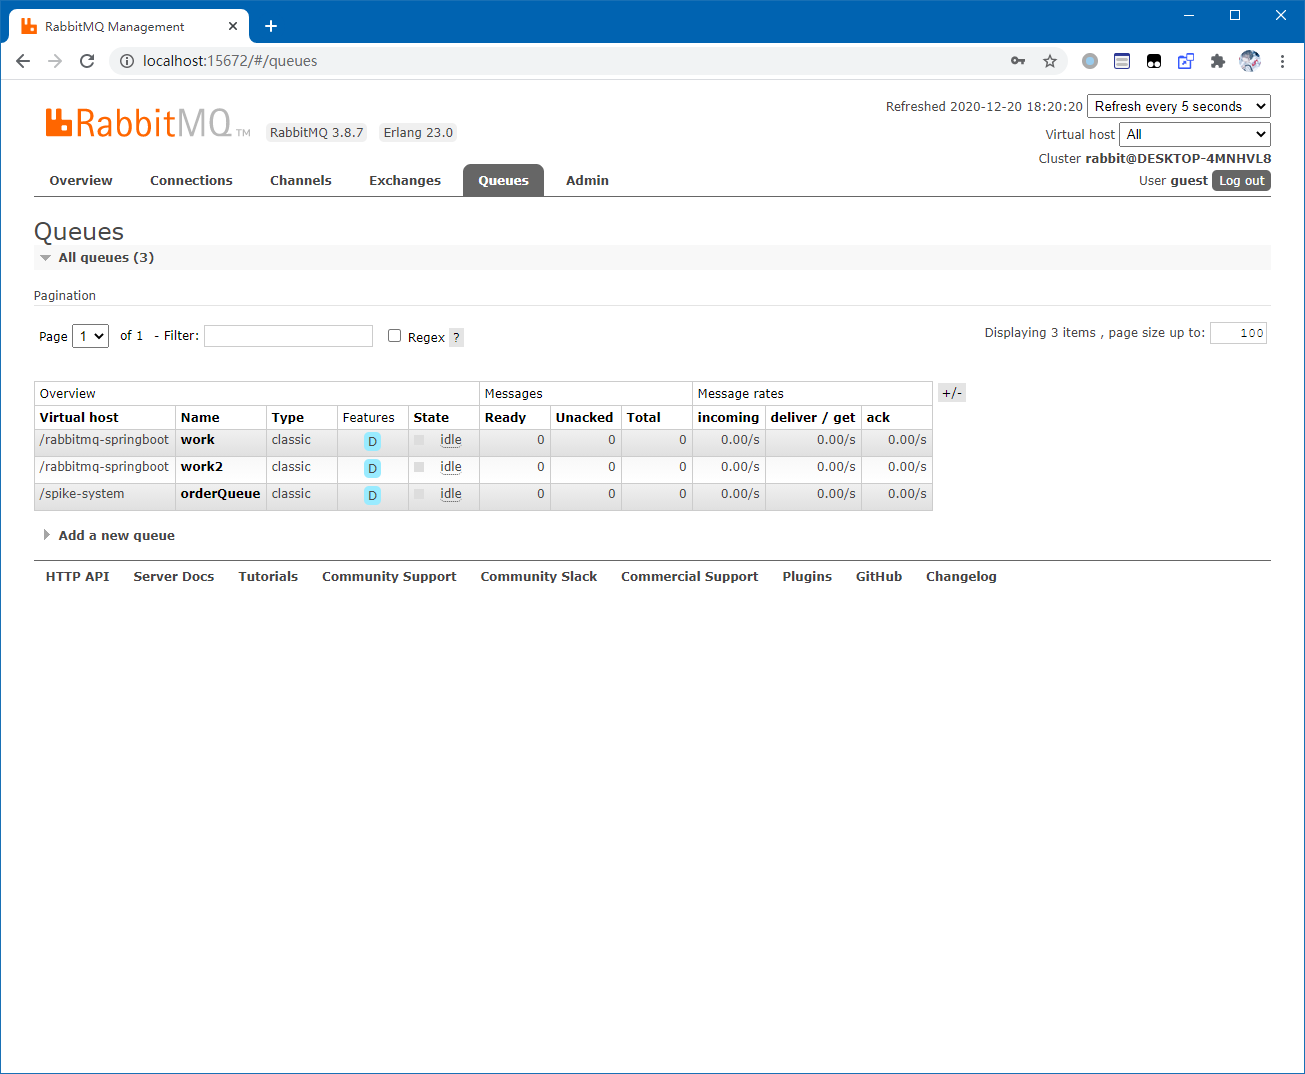 RabbitMQ Management
localhost:15672/#/queues
RabbitMQ TM RabbitMQ 3.8.7 Erlang 23.0
Refreshed 2020-12-20 18:20:20 Refresh every 5 seconds
Virtual host All
Cluster rabbit@DESKTOP-4MNHVL8
User guest Log out
Overview Connections Channels Exchanges Queues Admin
Queues
All queues (3)
Pagination
Page 1 of 1 - Filter: Regex ? Displaying 3 items , page size up to: 100
Overview Messages Message rates +/-
Virtual host Name Type Features State Ready Unacked Total incoming deliver / get ack
/rabbitmq-springboot work classic D idle 0 0 0 0.00/s 0.00/s 0.00/s
/rabbitmq-springboot work2 classic D idle 0 0 0 0.00/s 0.00/s 0.00/s
/spike-system orderQueue classic D idle 0 0 0 0.00/s 0.00/s 0.00/s
Add a new queue
HTTP API Server Docs Tutorials Community Support Community Slack Commercial Support Plugins GitHub Changelog